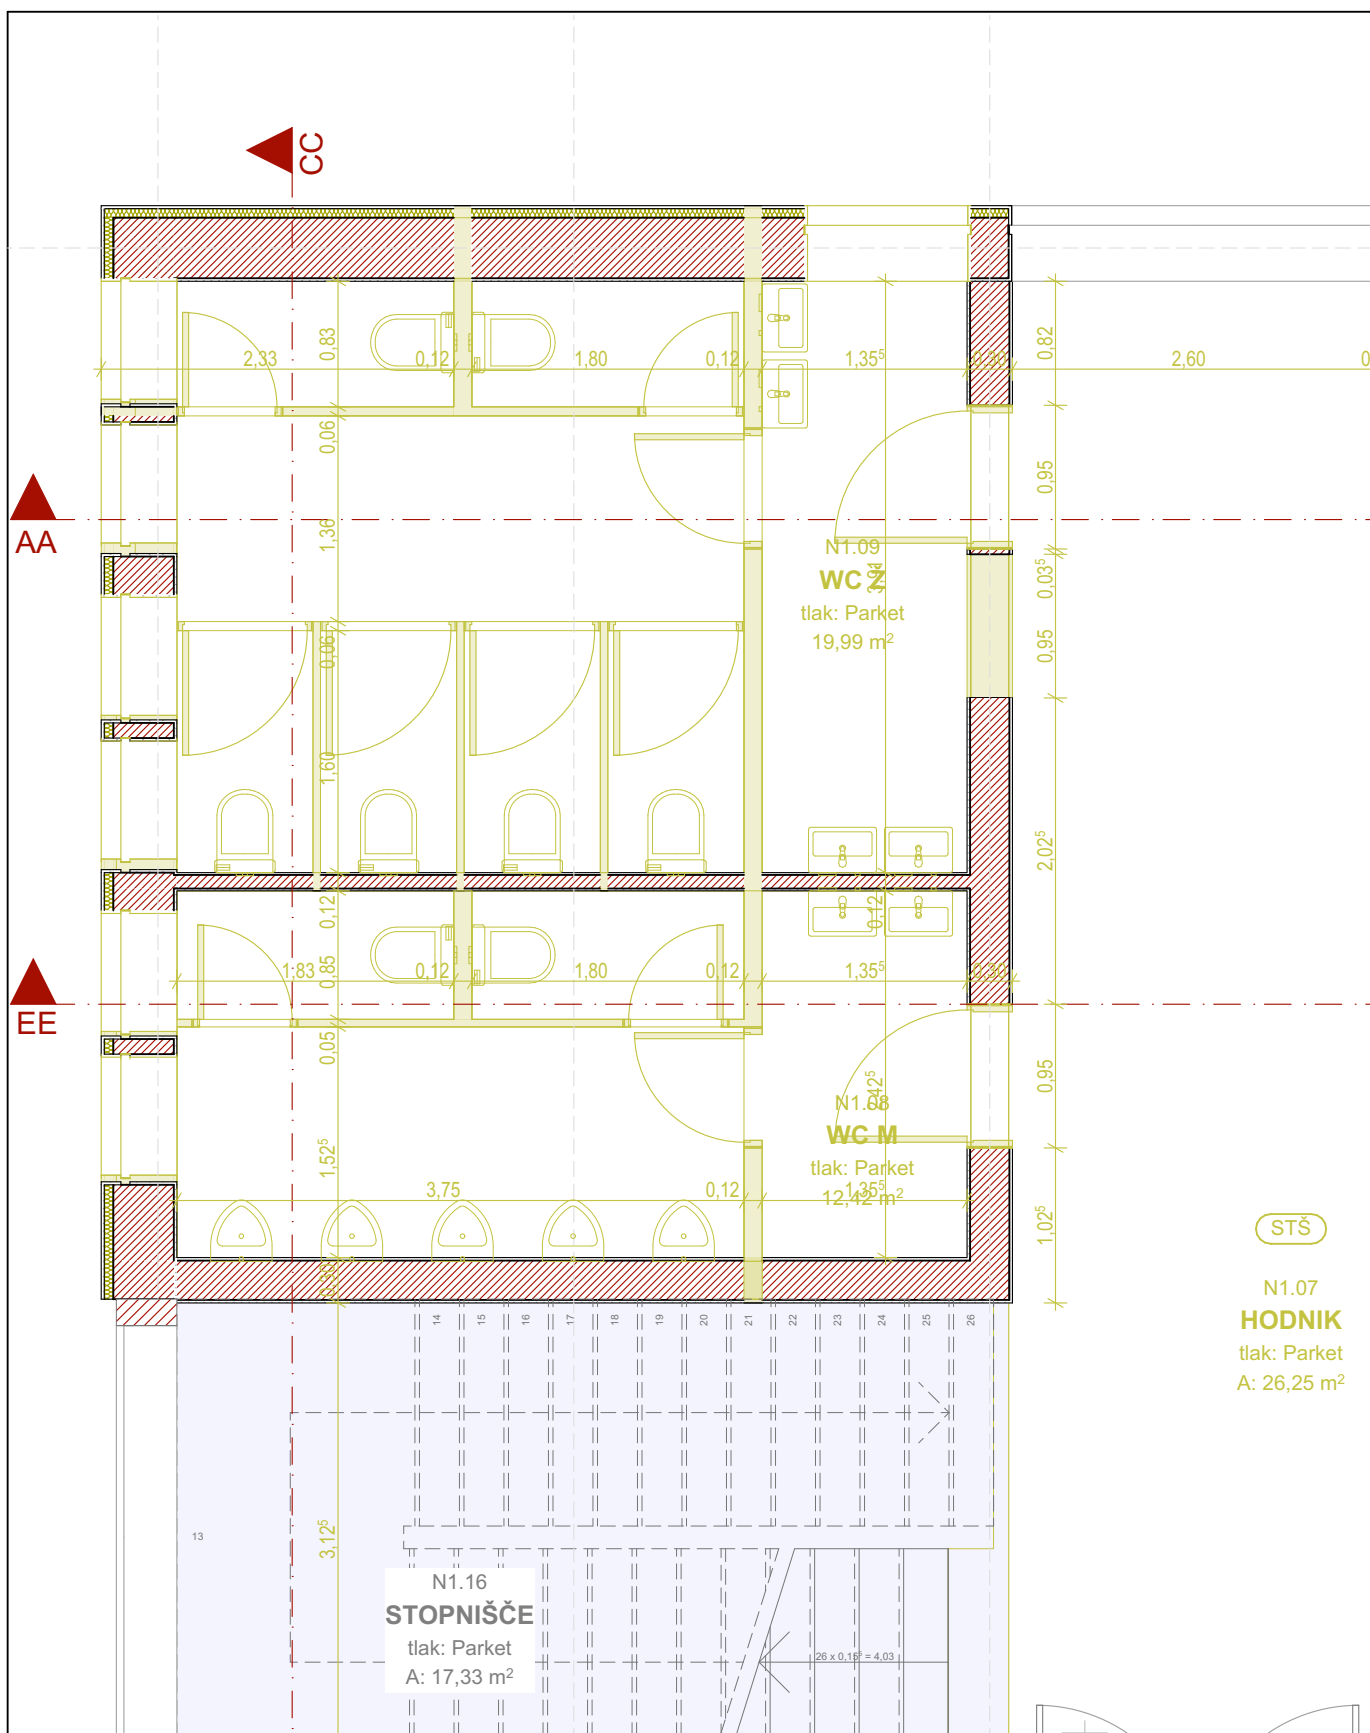 CC
0,83
0,82
2,33
0,12
1,80
0,12
1,35⁵
0,30
2,60
0,06
0,95
AA
1,30
N1.09
WC Ž
tlak: Parket
19,99 m²
0,03⁵
0,06
0,95
1,60
2,02⁵
0,12
0,12
0,85
1,83
0,12
1,80
0,12
1,35⁵
0,30
EE
0,05
0,95
N1.08
WC M
tlak: Parket
12,42 m²
1,52⁵
3,75
0,12
1,35⁵
1,02⁵
STŠ
N1.07
HODNIK
tlak: Parket
A: 26,25 m²
14 15 16 17 18 19 20 21 22 23 24 25 26
13
3,12⁵
N1.16
STOPNIŠČE
tlak: Parket
A: 17,33 m²
26 x 0,15⁵ = 4,03